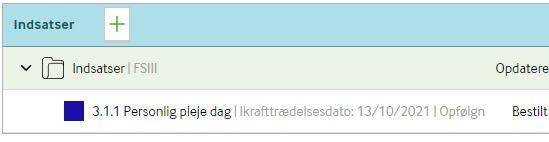 Indsatser
Indsatser | FSIII Opdatere
3.1.1 Personlig pleje dag | Ikrafttrædelsesdato: 13/10/2021 | Opfølgn Bestilt